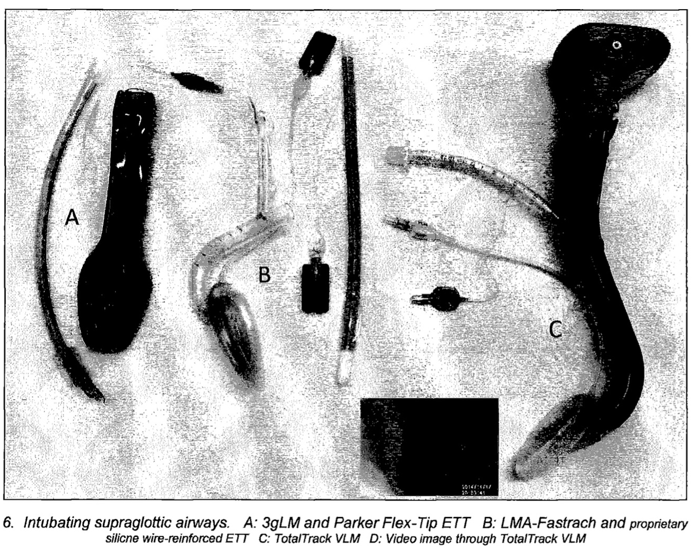 A
B
C
6. Intubating supraglottic airways. A: 3gLM and Parker Flex-Tip ETT B: LMA-Fastrach and proprietary
silicne wire-reinforced ETT C: TotalTrack VLM D: Video image through TotalTrack VLM